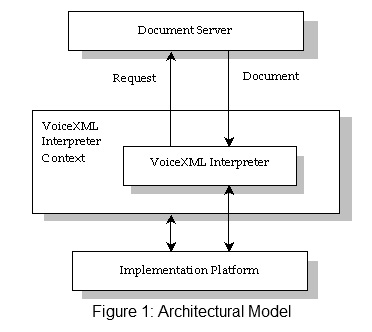 Document Server
Request
Document
VoiceXML
Interpreter
Context
VoiceXML Interpreter
Implementation Platform
Figure 1: Architectural Model